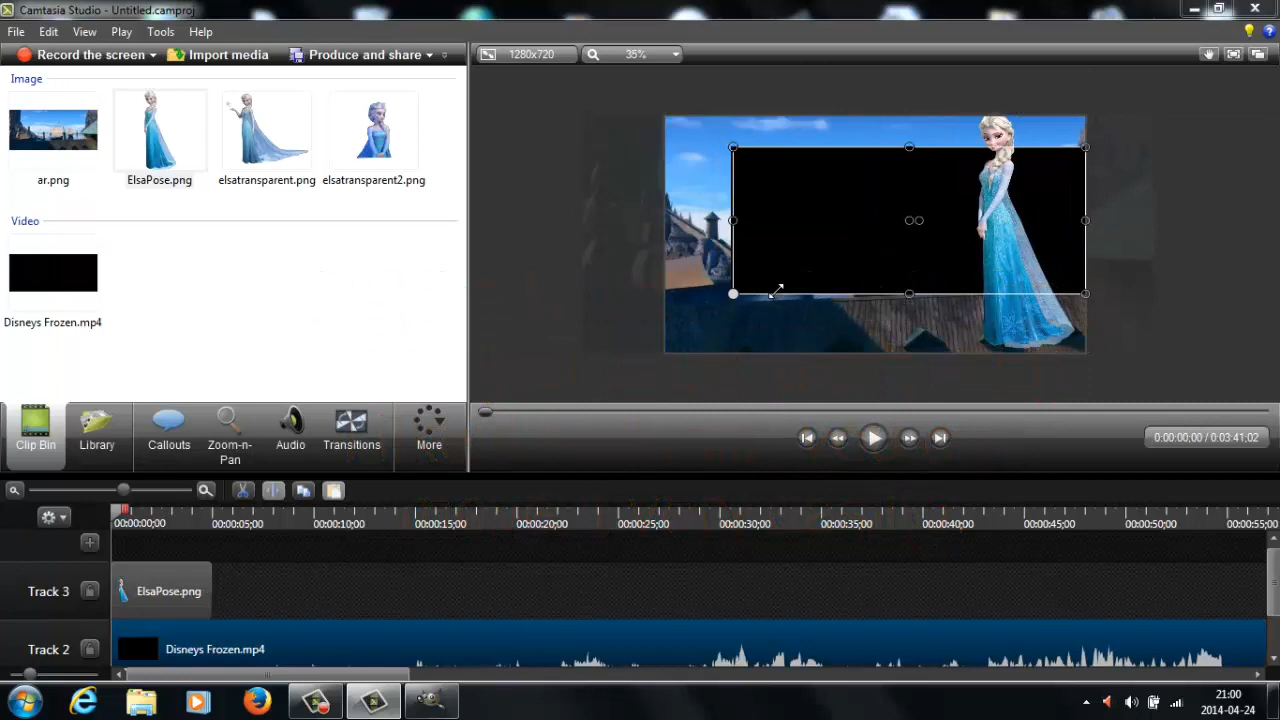 Camtasia Studio - Untitled.camproj
File Edit View Play Tools Help
Record the screen Import media Produce and share
1280x720 35%
Image
ar.png ElsaPose.png elsatransparent.png elsatransparent2.png
Video
Disneys Frozen.mp4
Clip Bin Library Callouts Zoom-n-Pan Audio Transitions More
0:00:00;00 / 0:03:41;02
00:00:00;00 00:00:05;00 00:00:10;00 00:00:15;00 00:00:20;00 00:00:25;00 00:00:30;00 00:00:35;00 00:00:40;00 00:00:45;00 00:00:50;00 00:00:55;00
Track 3 ElsaPose.png
Track 2 Disneys Frozen.mp4
21:00
2014-04-24